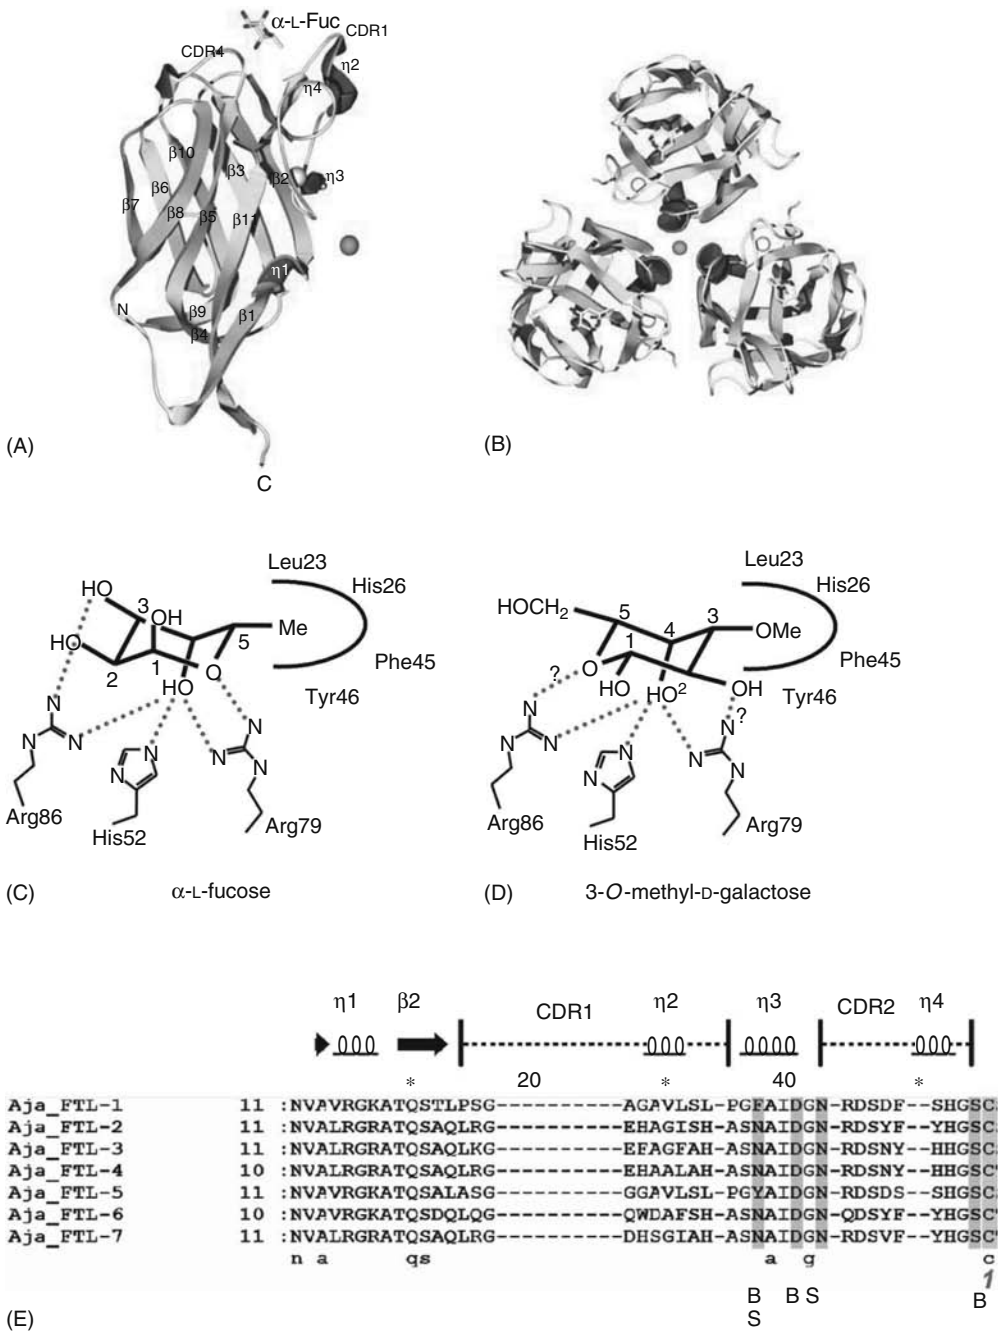 α-L-Fuc
CDR1
CDR4
η2
η4
β10
β3
β2
η3
β6
β7
β8
β5
β11
η1
N
β9
β1
β4
(A)
C
(B)
Leu23
HO
His26
3
OH
Me
5
HO
Phe45
1
O
2
HO
Tyr46
N
N
N
N
N
N
N
N
Arg86
His52
Arg79
(C)
α-L-fucose
Leu23
His26
HOCH2
5
3
4
OMe
1
Phe45
O
?
HO
HO2
OH
Tyr46
N
N
?
N
N
N
N
N
N
Arg86
His52
Arg79
(D)
3-O-methyl-D-galactose
η1 β2 CDR1 η2 η3 CDR2 η4
* 20 * 40 *
Aja_FTL-1 11 :NVAVRGKATQSTLPSG----------AGAVLSL-PGFAIDGN-RDSDF--SHGSC
Aja_FTL-2 11 :NVALRGKATQSAQLRG----------EHAGISH-ASNAIDGN-RDSYF--YHGSC
Aja_FTL-3 11 :NVALRGKATQSAQLKG----------EFAGFAH-ASNAIDGN-RDSNY--HHGSC
Aja_FTL-4 10 :NVALRGKATQSAQLRG----------EHAALAH-ASNAIDGN-RDSNY--HHGSC
Aja_FTL-5 11 :NVAVRGKATQSALASG----------GGAVLSL-PGYAIDGN-RDSDS--SHGSC
Aja_FTL-6 10 :NVALRGKATQSDQLQG----------QWDAFSH-ASNAIDGN-QDSYF--YHGSC
Aja_FTL-7 11 :NVALRGRATQSAQLRG----------DHSGIAH-ASNAIDGN-RDSVF--YHGSC
n a qs a g c
1
B B S B
S
(E)